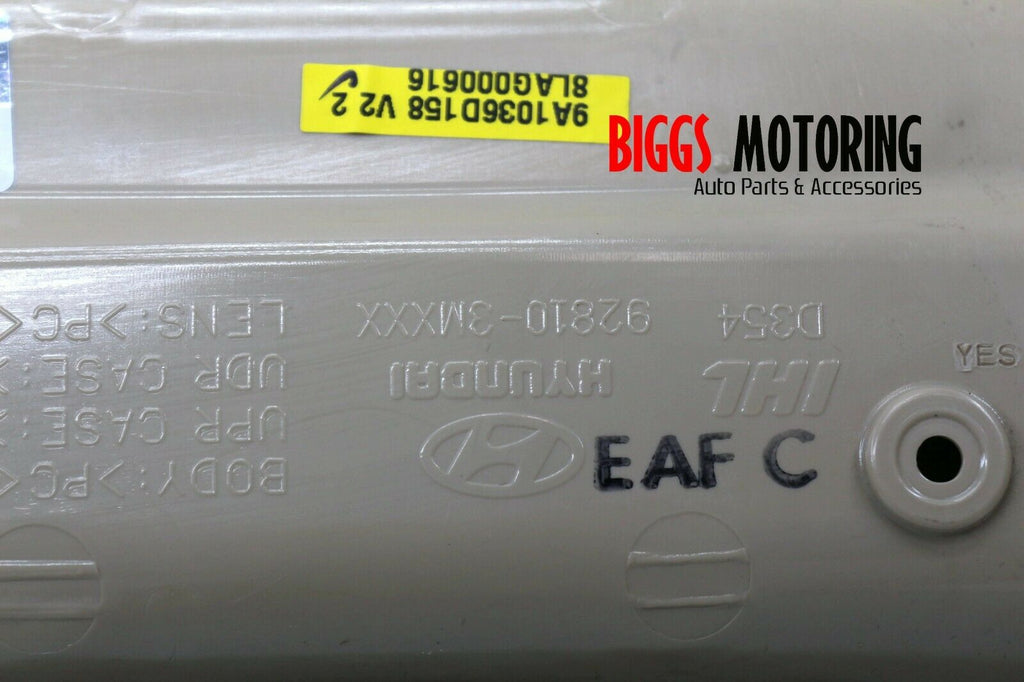 9A1036D158 V2 2
8LAG000616
BIGGS MOTORING
Auto Parts & Accessories
D354
92810-3MXXX
IHL
HYUNDAI
YES
EAF C
BODY: >PC<
UPR CASE: >
UDR CASE: >
LENS: >PC<